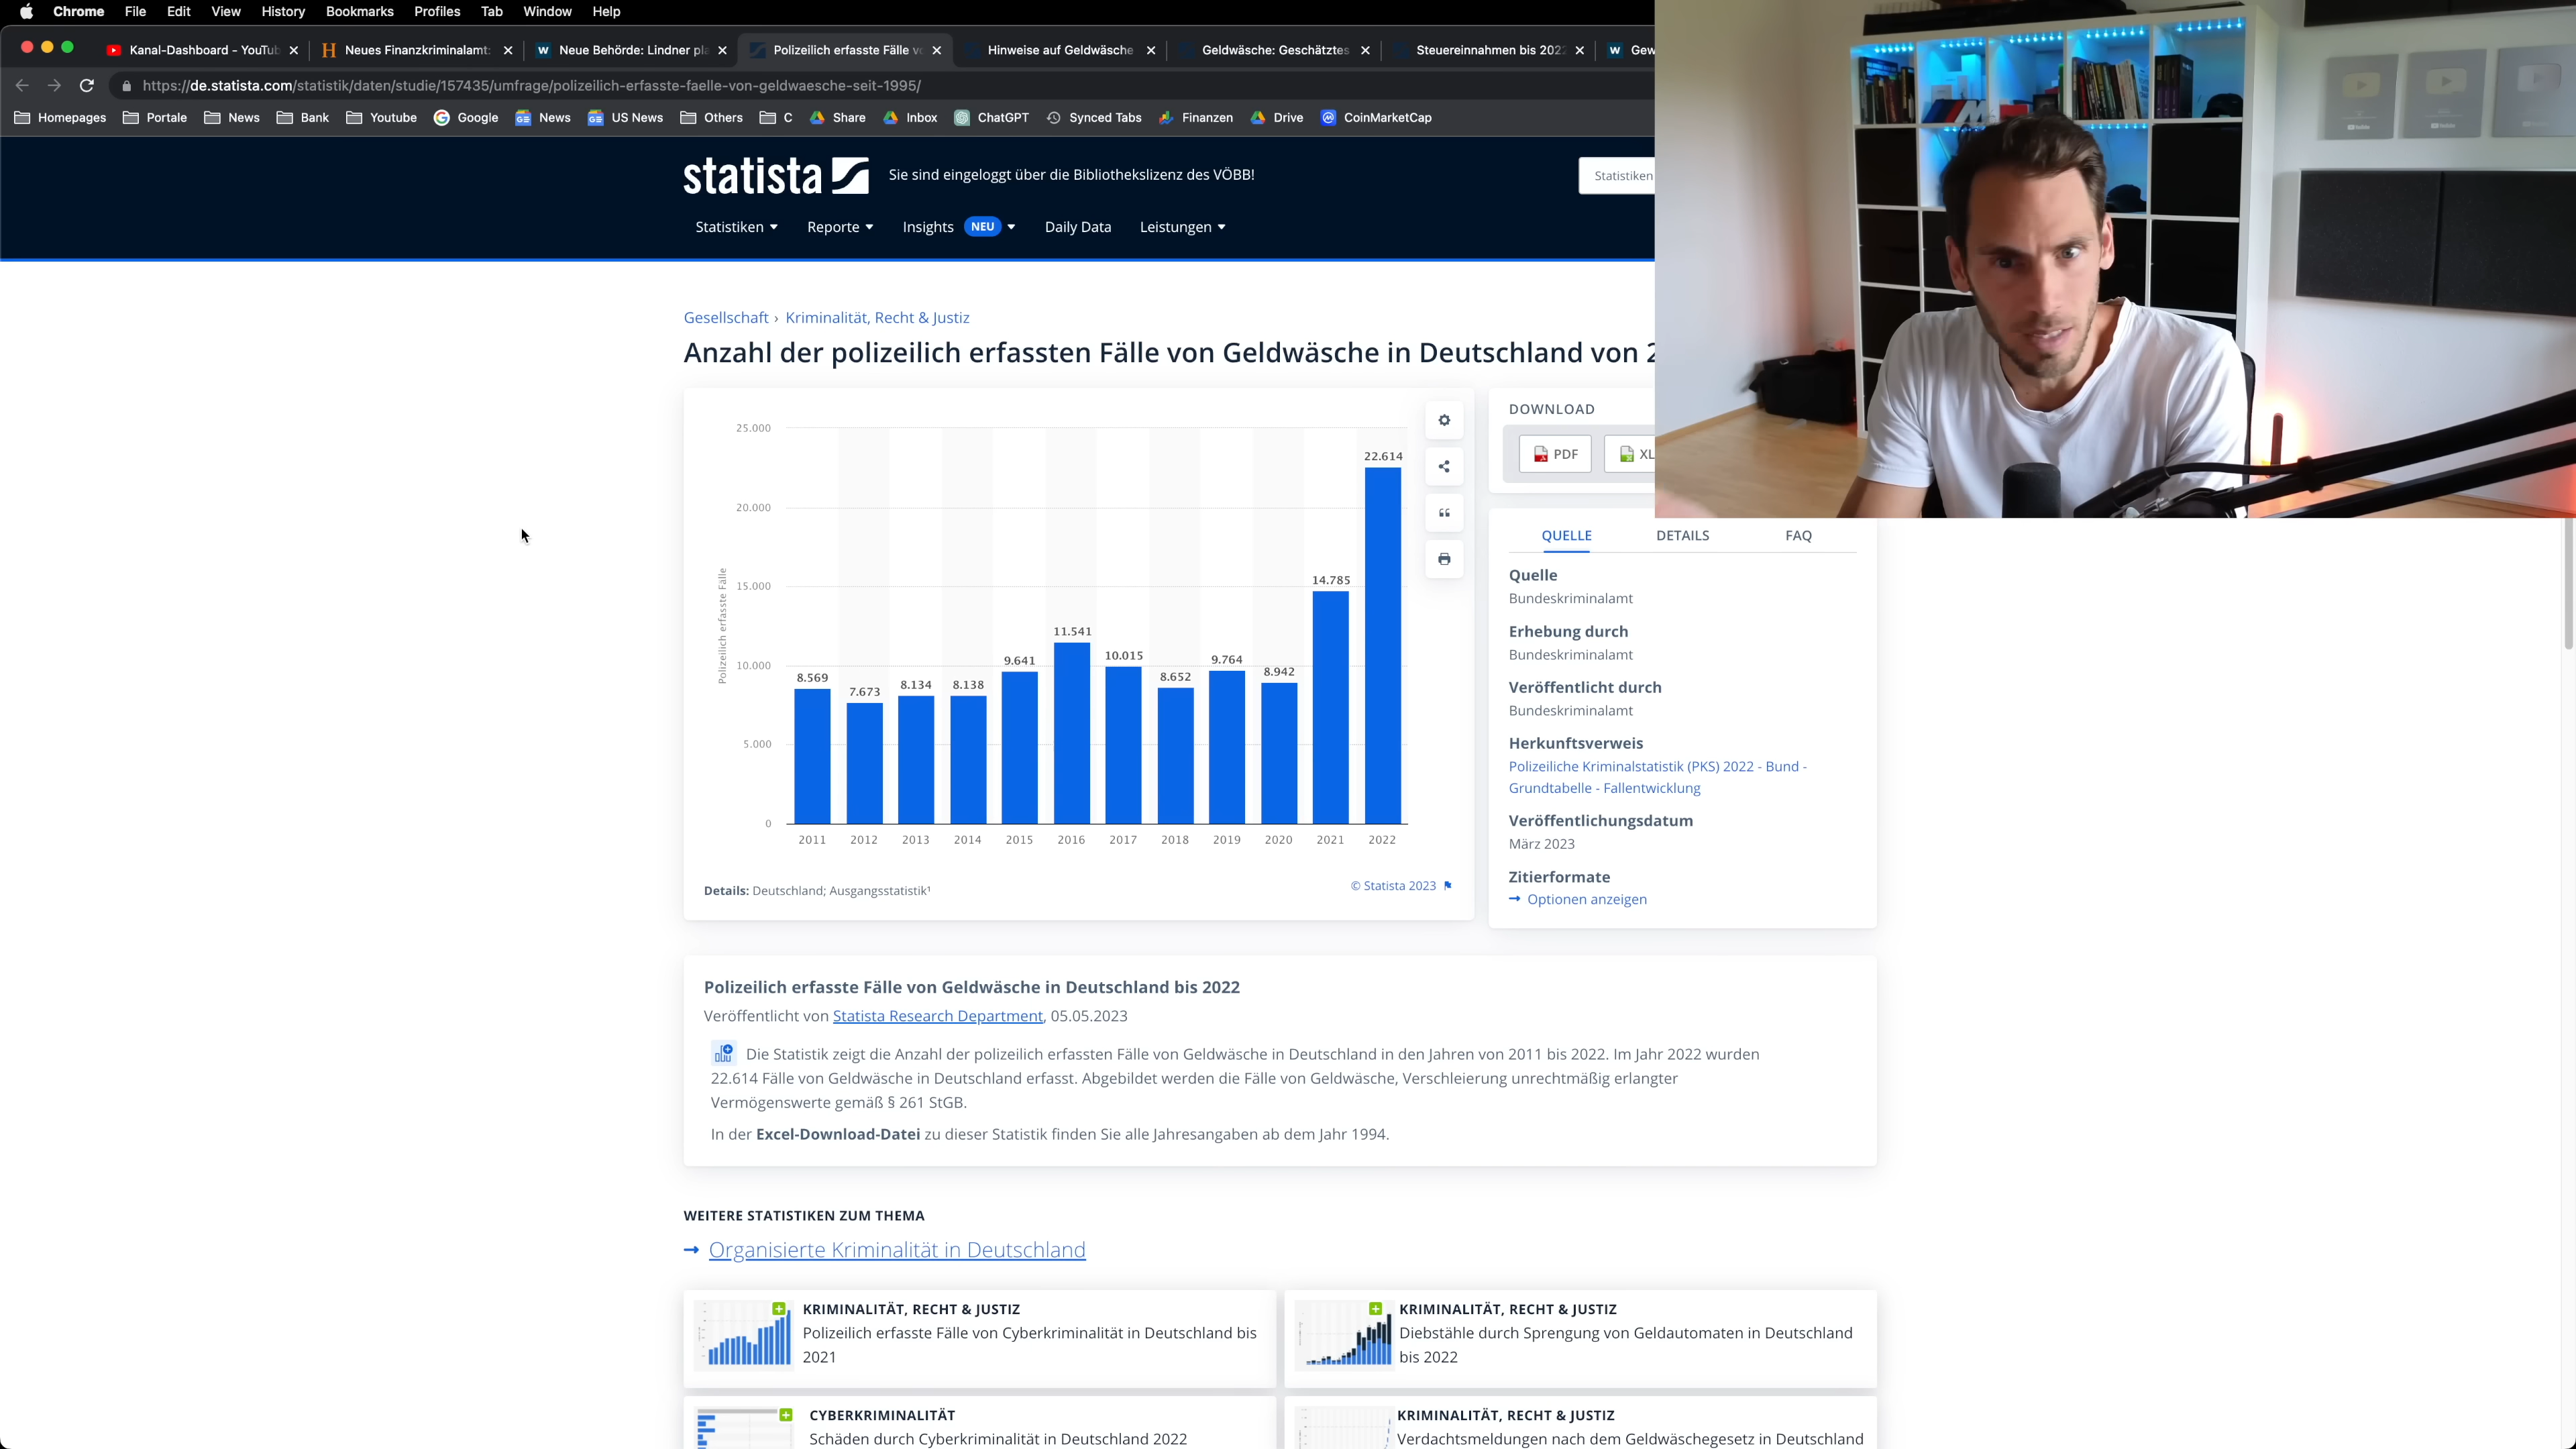 Chrome File Edit View History Bookmarks Profiles Tab Window Help
Kanal-Dashboard - YouTub Neues Finanzkriminalamt: Neue Behörde: Lindner pla Polizeilich erfasste Fälle vo Hinweise auf Geldwäsche Geldwäsche: Geschätztes Steuereinnahmen bis 2022 Gew
https://de.statista.com/statistik/daten/studie/157435/umfrage/polizeilich-erfasste-faelle-von-geldwaesche-seit-1995/
Homepages Portale News Bank Youtube Google News US News Others C Share Inbox ChatGPT Synced Tabs Finanzen Drive CoinMarketCap
statista Sie sind eingeloggt über die Bibliothekslizenz des VÖBB! Statistiken
Statistiken Reporte Insights NEU Daily Data Leistungen
Gesellschaft › Kriminalität, Recht & Justiz
Anzahl der polizeilich erfassten Fälle von Geldwäsche in Deutschland von 2
Polizeilich erfasste Fälle
25.000
20.000
15.000
10.000
5.000
0
8.569 7.673 8.134 8.138 9.641 11.541 10.015 8.652 9.764 8.942 14.785 22.614
2011 2012 2013 2014 2015 2016 2017 2018 2019 2020 2021 2022
Details: Deutschland; Ausgangsstatistik¹
© Statista 2023
DOWNLOAD
PDF XL
QUELLE DETAILS FAQ
Quelle
Bundeskriminalamt
Erhebung durch
Bundeskriminalamt
Veröffentlicht durch
Bundeskriminalamt
Herkunftsverweis
Polizeiliche Kriminalstatistik (PKS) 2022 - Bund -
Grundtabelle - Fallentwicklung
Veröffentlichungsdatum
März 2023
Zitierformate
→ Optionen anzeigen
Polizeilich erfasste Fälle von Geldwäsche in Deutschland bis 2022
Veröffentlicht von Statista Research Department, 05.05.2023
Die Statistik zeigt die Anzahl der polizeilich erfassten Fälle von Geldwäsche in Deutschland in den Jahren von 2011 bis 2022. Im Jahr 2022 wurden
22.614 Fälle von Geldwäsche in Deutschland erfasst. Abgebildet werden die Fälle von Geldwäsche, Verschleierung unrechtmäßig erlangter
Vermögenswerte gemäß § 261 StGB.
In der Excel-Download-Datei zu dieser Statistik finden Sie alle Jahresangaben ab dem Jahr 1994.
WEITERE STATISTIKEN ZUM THEMA
→ Organisierte Kriminalität in Deutschland
KRIMINALITÄT, RECHT & JUSTIZ
Polizeilich erfasste Fälle von Cyberkriminalität in Deutschland bis
2021
KRIMINALITÄT, RECHT & JUSTIZ
Diebstähle durch Sprengung von Geldautomaten in Deutschland
bis 2022
CYBERKRIMINALITÄT
Schäden durch Cyberkriminalität in Deutschland 2022
KRIMINALITÄT, RECHT & JUSTIZ
Verdachtsmeldungen nach dem Geldwäschegesetz in Deutschland